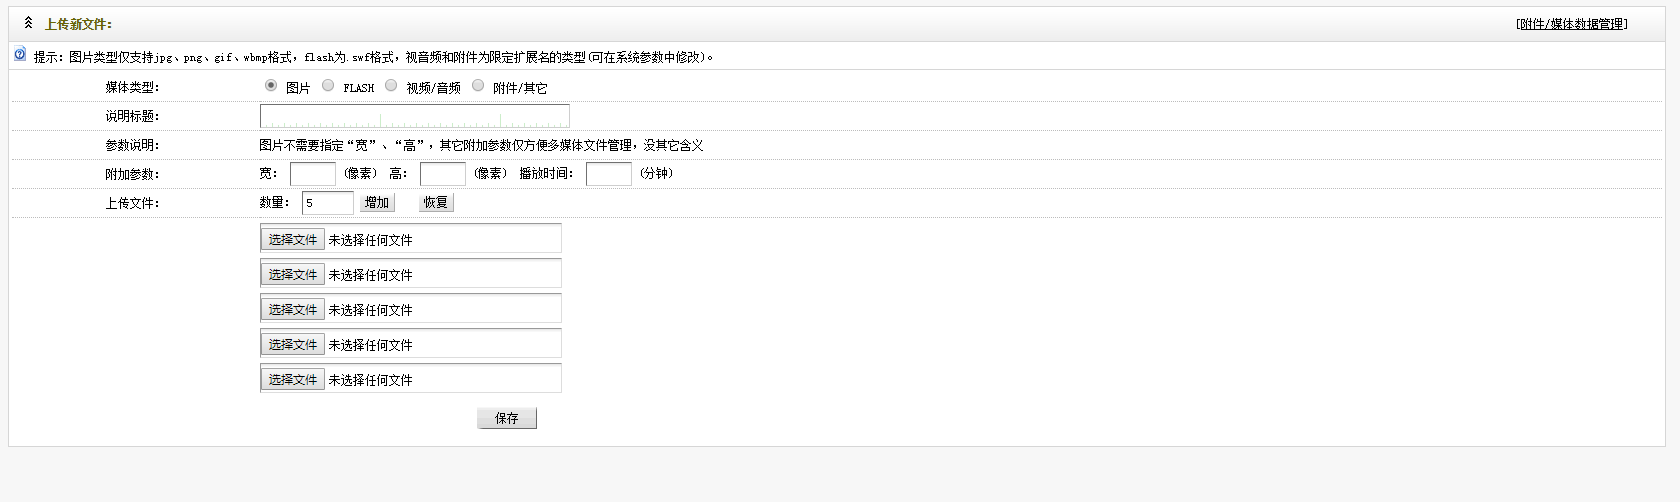 上传新文件：
[附件/媒体数据管理]
提示：图片类型仅支持jpg、png、gif、wbmp格式，flash为.swf格式，视音频和附件为限定扩展名的类型(可在系统参数中修改)。
媒体类型： 图片 FLASH 视频/音频 附件/其它
说明标题：
参数说明： 图片不需要指定“宽”、“高”，其它附加参数仅方便多媒体文件管理，没其它含义
附加参数： 宽： (像素) 高： (像素) 播放时间： (分钟)
上传文件： 数量： 5 增加 恢复
选择文件 未选择任何文件
选择文件 未选择任何文件
选择文件 未选择任何文件
选择文件 未选择任何文件
选择文件 未选择任何文件
保存